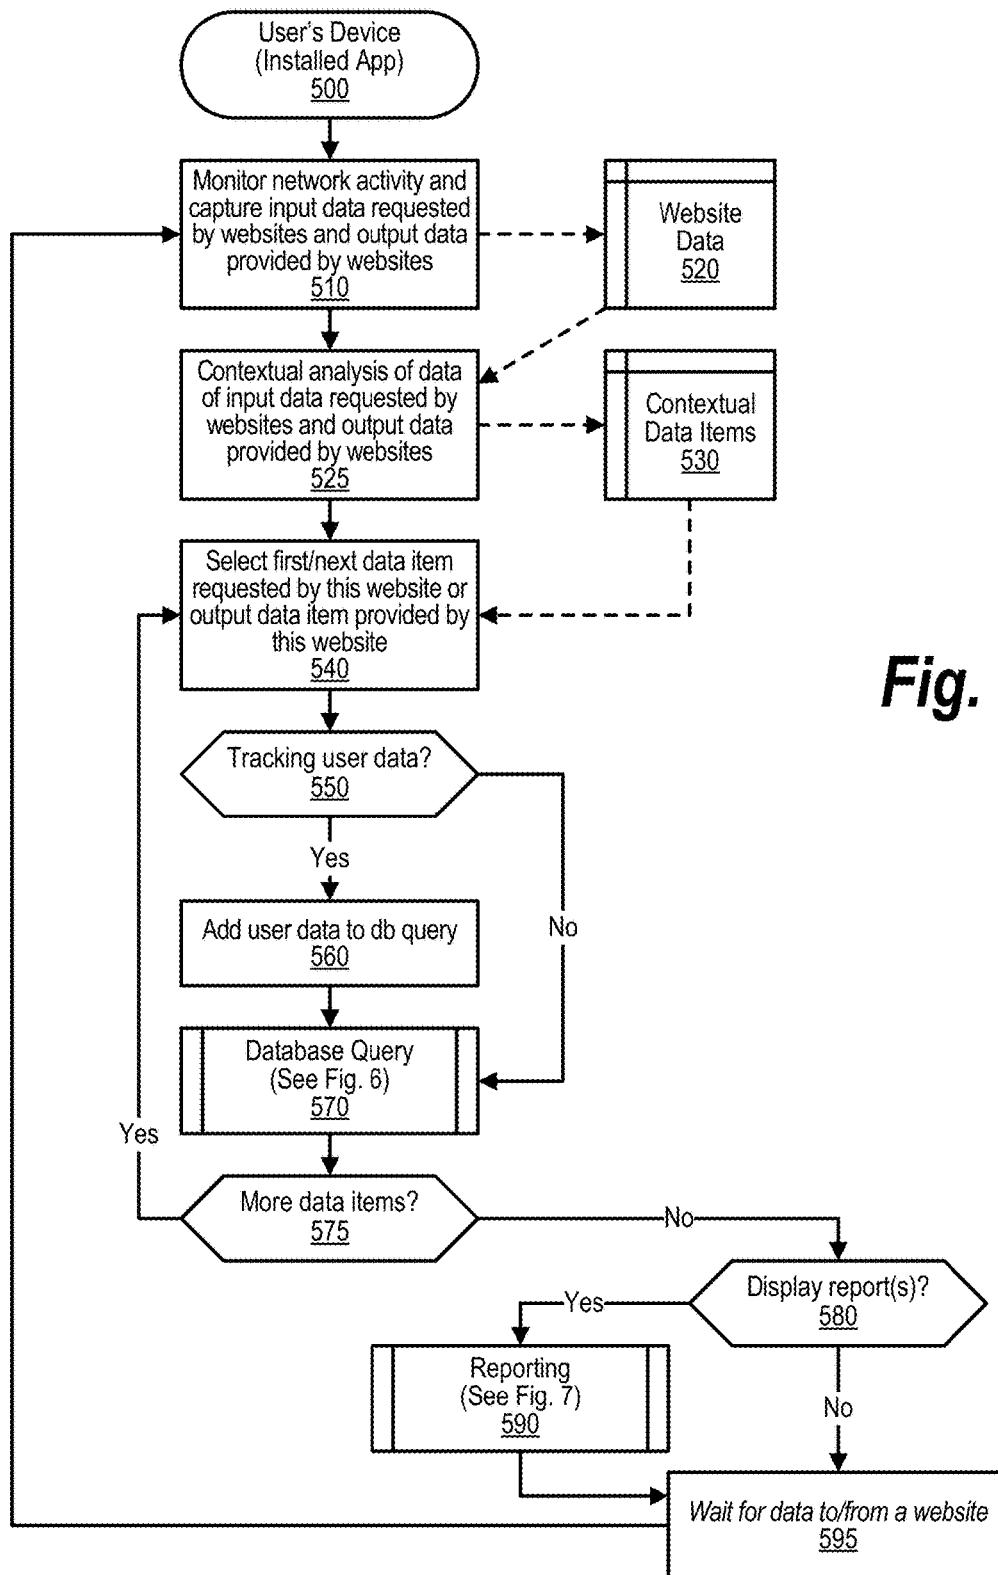 User's Device
(Installed App)
500
Monitor network activity and
capture input data requested
by websites and output data
provided by websites
510
Website
Data
520
Contextual analysis of data
of input data requested by
websites and output data
provided by websites
525
Contextual
Data Items
530
Select first/next data item
requested by this website or
output data item provided by
this website
540
Fig.
Tracking user data?
550
Yes
No
Add user data to db query
560
Database Query
(See Fig. 6)
570
Yes
More data items?
575
No
Display report(s)?
580
Yes
Reporting
(See Fig. 7)
590
No
Wait for data to/from a website
595